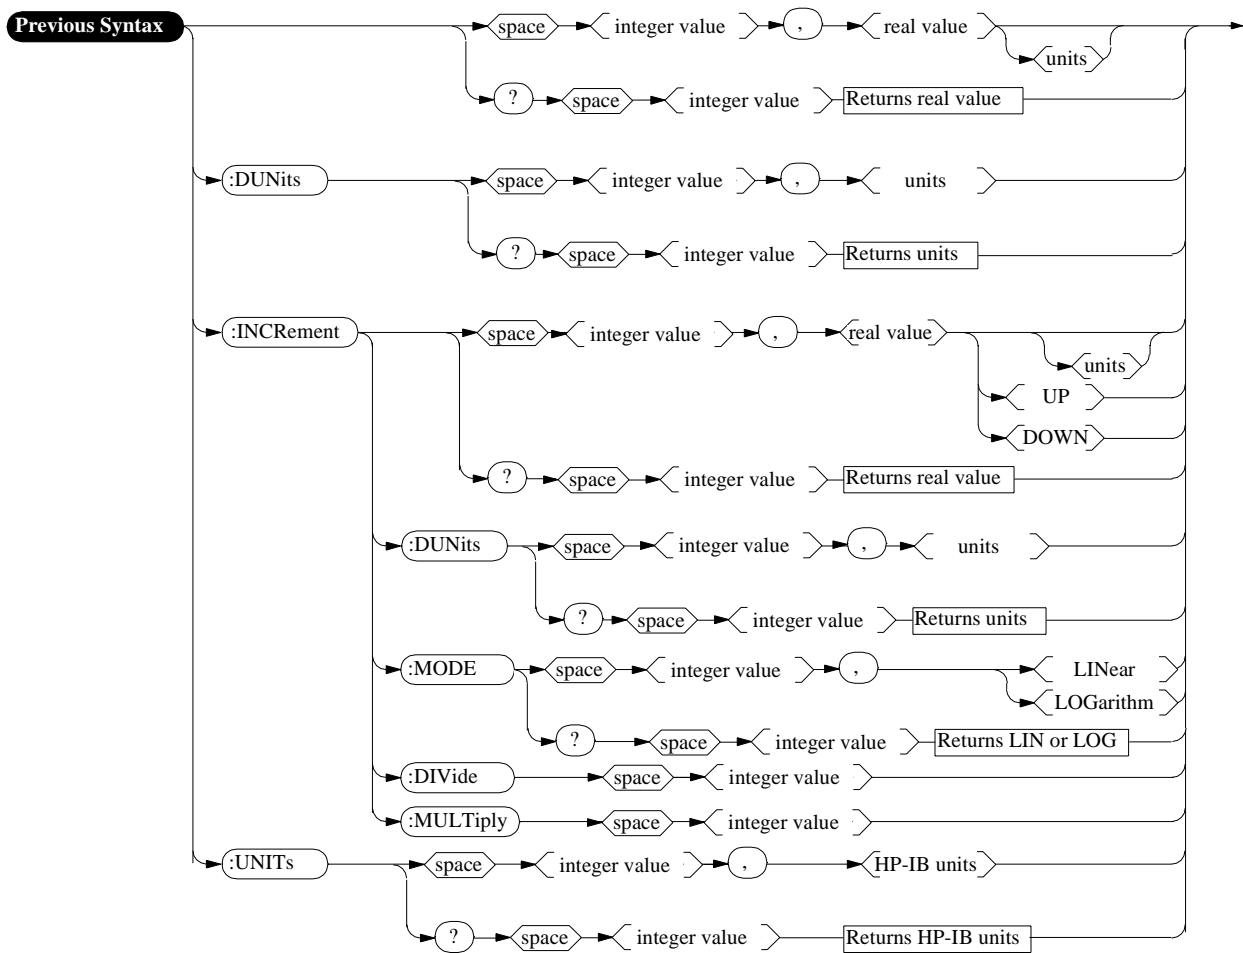 Previous Syntax space integer value , real value
units
? space integer value Returns real value
:DUNits space integer value , units
? space integer value Returns units
:INCRement space integer value , real value
units
UP
DOWN
? space integer value Returns real value
:DUNits space integer value , units
? space integer value Returns units
:MODE space integer value , LINear
LOGarithm
? space integer value Returns LIN or LOG
:DIVide space integer value
:MULTiply space integer value
:UNITs space integer value , HP-IB units
? space integer value Returns HP-IB units